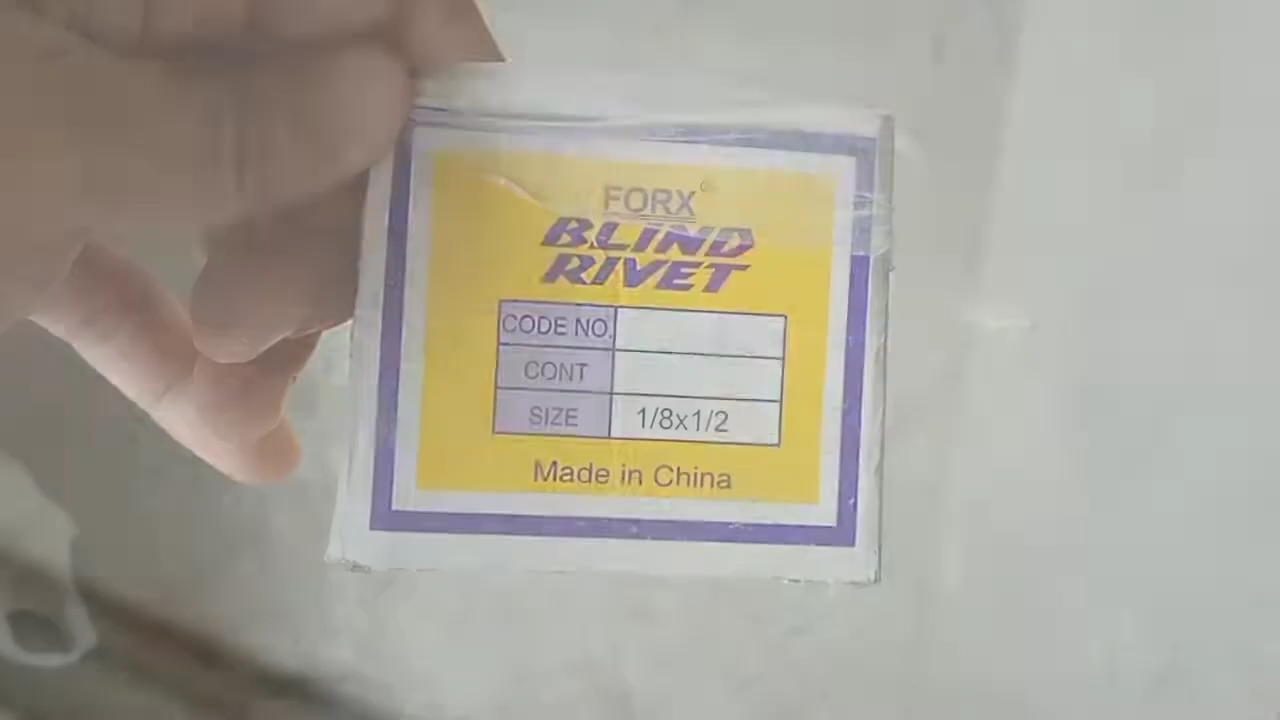 FORX
BLIND
RIVET
CODE NO.
CONT
SIZE 1/8x1/2
Made in China